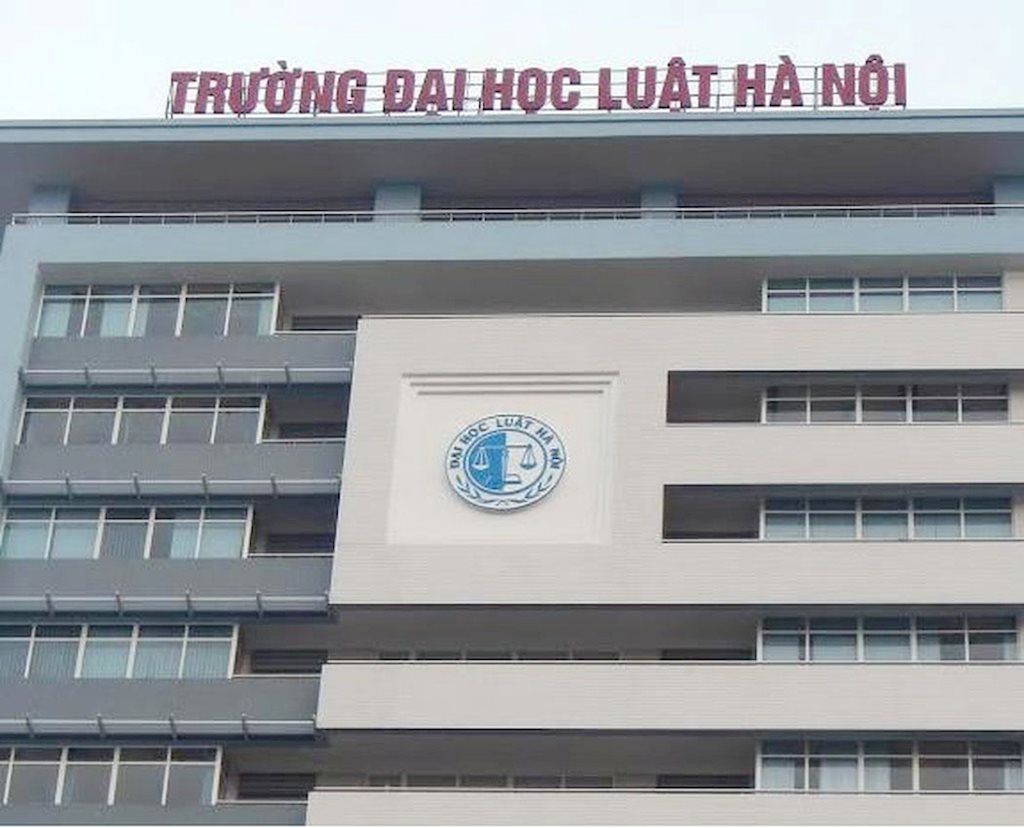 TRƯỜNG ĐẠI HỌC LUẬT HÀ NỘI
ĐẠI HỌC LUẬT HÀ NỘI